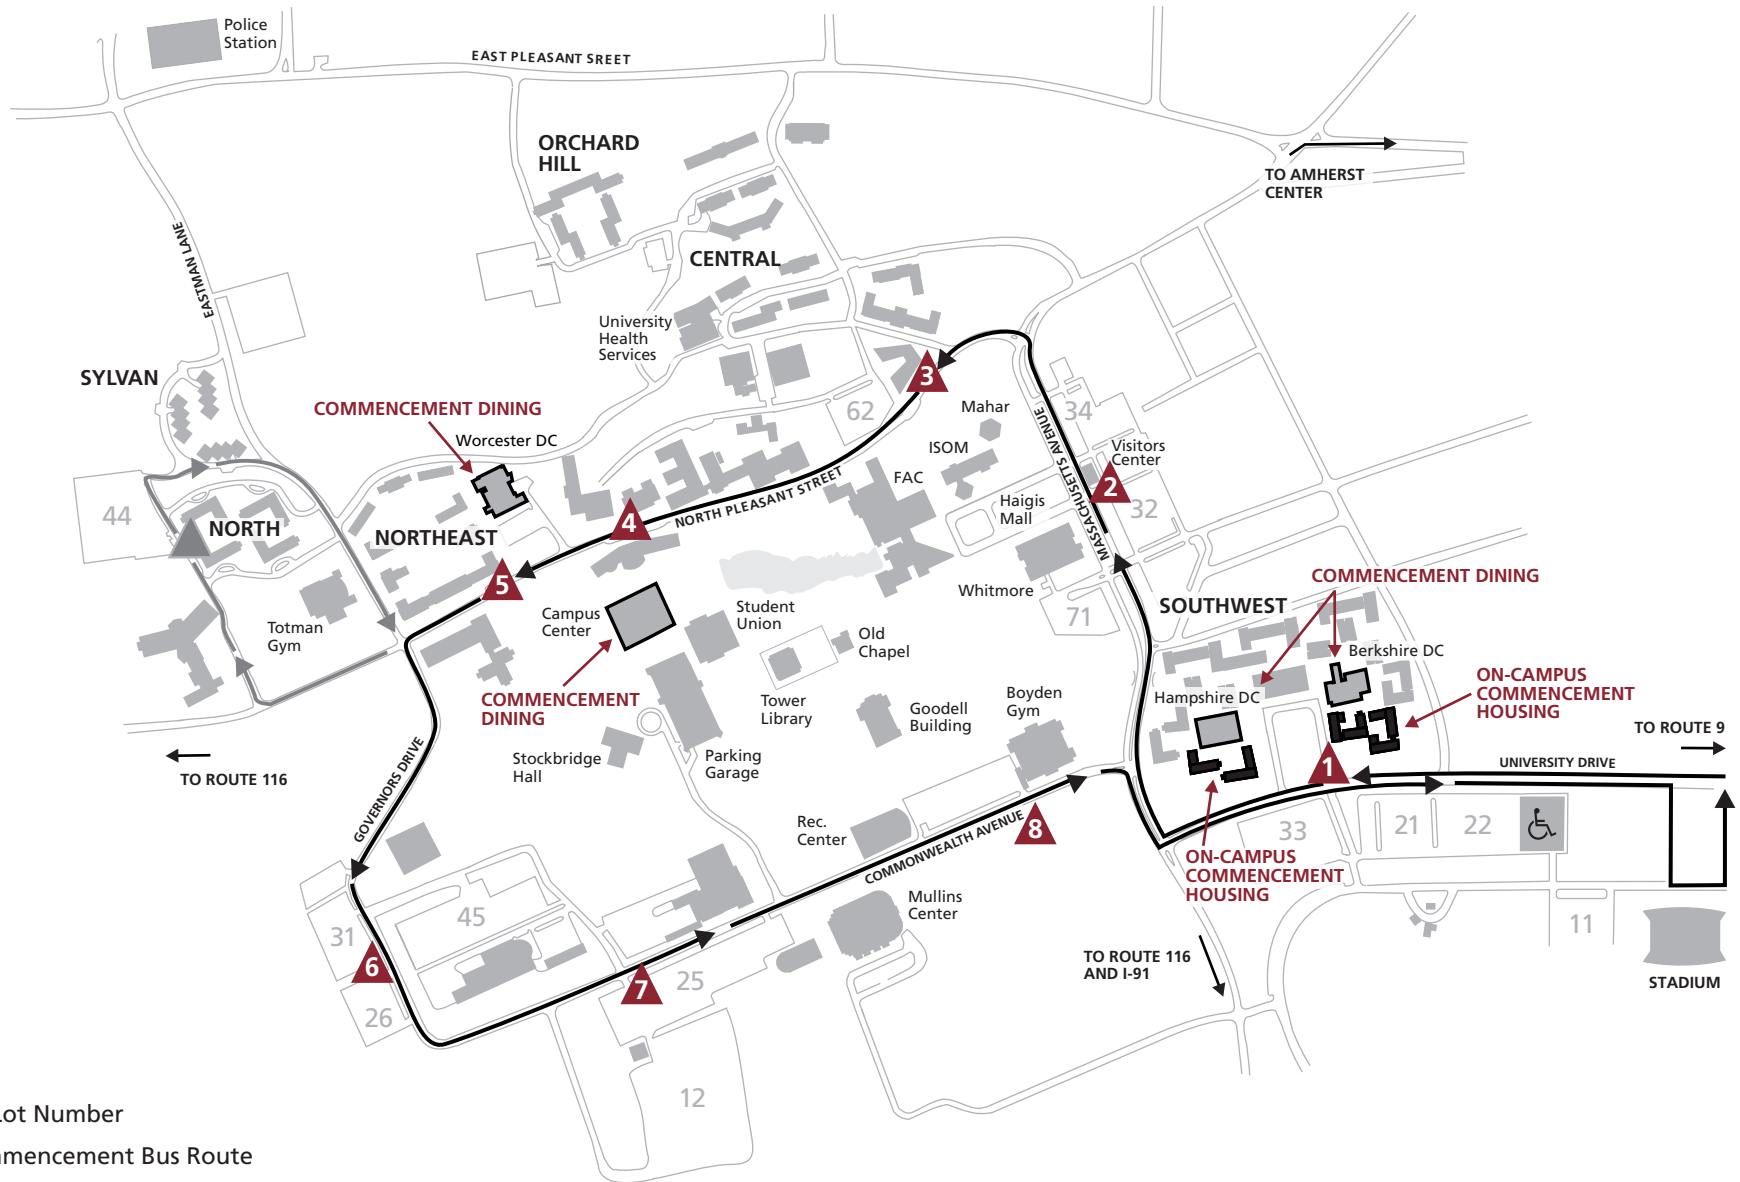 Police
Station
EAST PLEASANT SREET
ORCHARD
HILL
TO AMHERST
CENTER
EASTMAN LANE
CENTRAL
University
Health
Services
SYLVAN
COMMENCEMENT DINING
Worcester DC
3
62
Mahar
34
ISOM
MASSACHUSETTS AVENUE
Visitors
Center
FAC
2
44
NORTH
NORTHEAST
4
NORTH PLEASANT STREET
Haigis
Mall
32
5
Whitmore
COMMENCEMENT DINING
SOUTHWEST
71
Totman
Gym
Campus
Center
Student
Union
Old
Chapel
Berkshire DC
COMMENCEMENT
DINING
Tower
Library
Goodell
Building
Boyden
Gym
Hampshire DC
ON-CAMPUS
COMMENCEMENT
HOUSING
TO ROUTE 9
TO ROUTE 116
Stockbridge
Hall
Parking
Garage
1
UNIVERSITY DRIVE
GOVERNORS DRIVE
Rec.
Center
8
COMMONWEALTH AVENUE
33
21
22
ON-CAMPUS
COMMENCEMENT
HOUSING
45
Mullins
Center
31
11
6
7
25
TO ROUTE 116
AND I-91
STADIUM
26
12
Lot Number
mmencement Bus Route